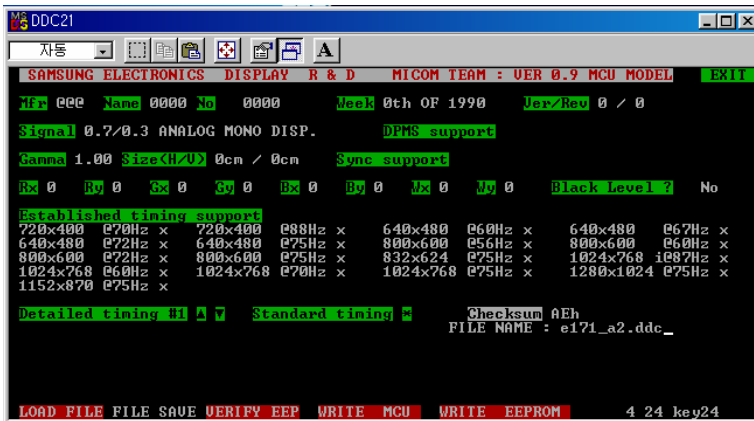 DDC21
자동
SAMSUNG ELECTRONICS DISPLAY R & D MICOM TEAM : VER 0.9 MCU MODEL EXIT
Mfr @@@ Name 0000 No 0000 Week 0th OF 1990 Ver/Rev 0 / 0
Signal 0.7/0.3 ANALOG MONO DISP. DPMS support
Gamma 1.00 Size(H/V) 0cm / 0cm Sync support
Rx 0 Ry 0 Gx 0 Gy 0 Bx 0 By 0 Wx 0 Wy 0 Black Level ? No
Established timing support
720x400 @70Hz x 720x400 @88Hz x 640x480 @60Hz x 640x480 @67Hz x
640x480 @72Hz x 640x480 @75Hz x 800x600 @56Hz x 800x600 @60Hz x
800x600 @72Hz x 800x600 @75Hz x 832x624 @75Hz x 1024x768 i@87Hz x
1024x768 @60Hz x 1024x768 @70Hz x 1024x768 @75Hz x 1280x1024 @75Hz x
1152x870 @75Hz x
Detailed timing #1 ▲ ▼ Standard timing * Checksum AEh
FILE NAME : e171_a2.ddc_
LOAD FILE FILE SAVE VERIFY EEP WRITE MCU WRITE EEPROM 4 24 key24